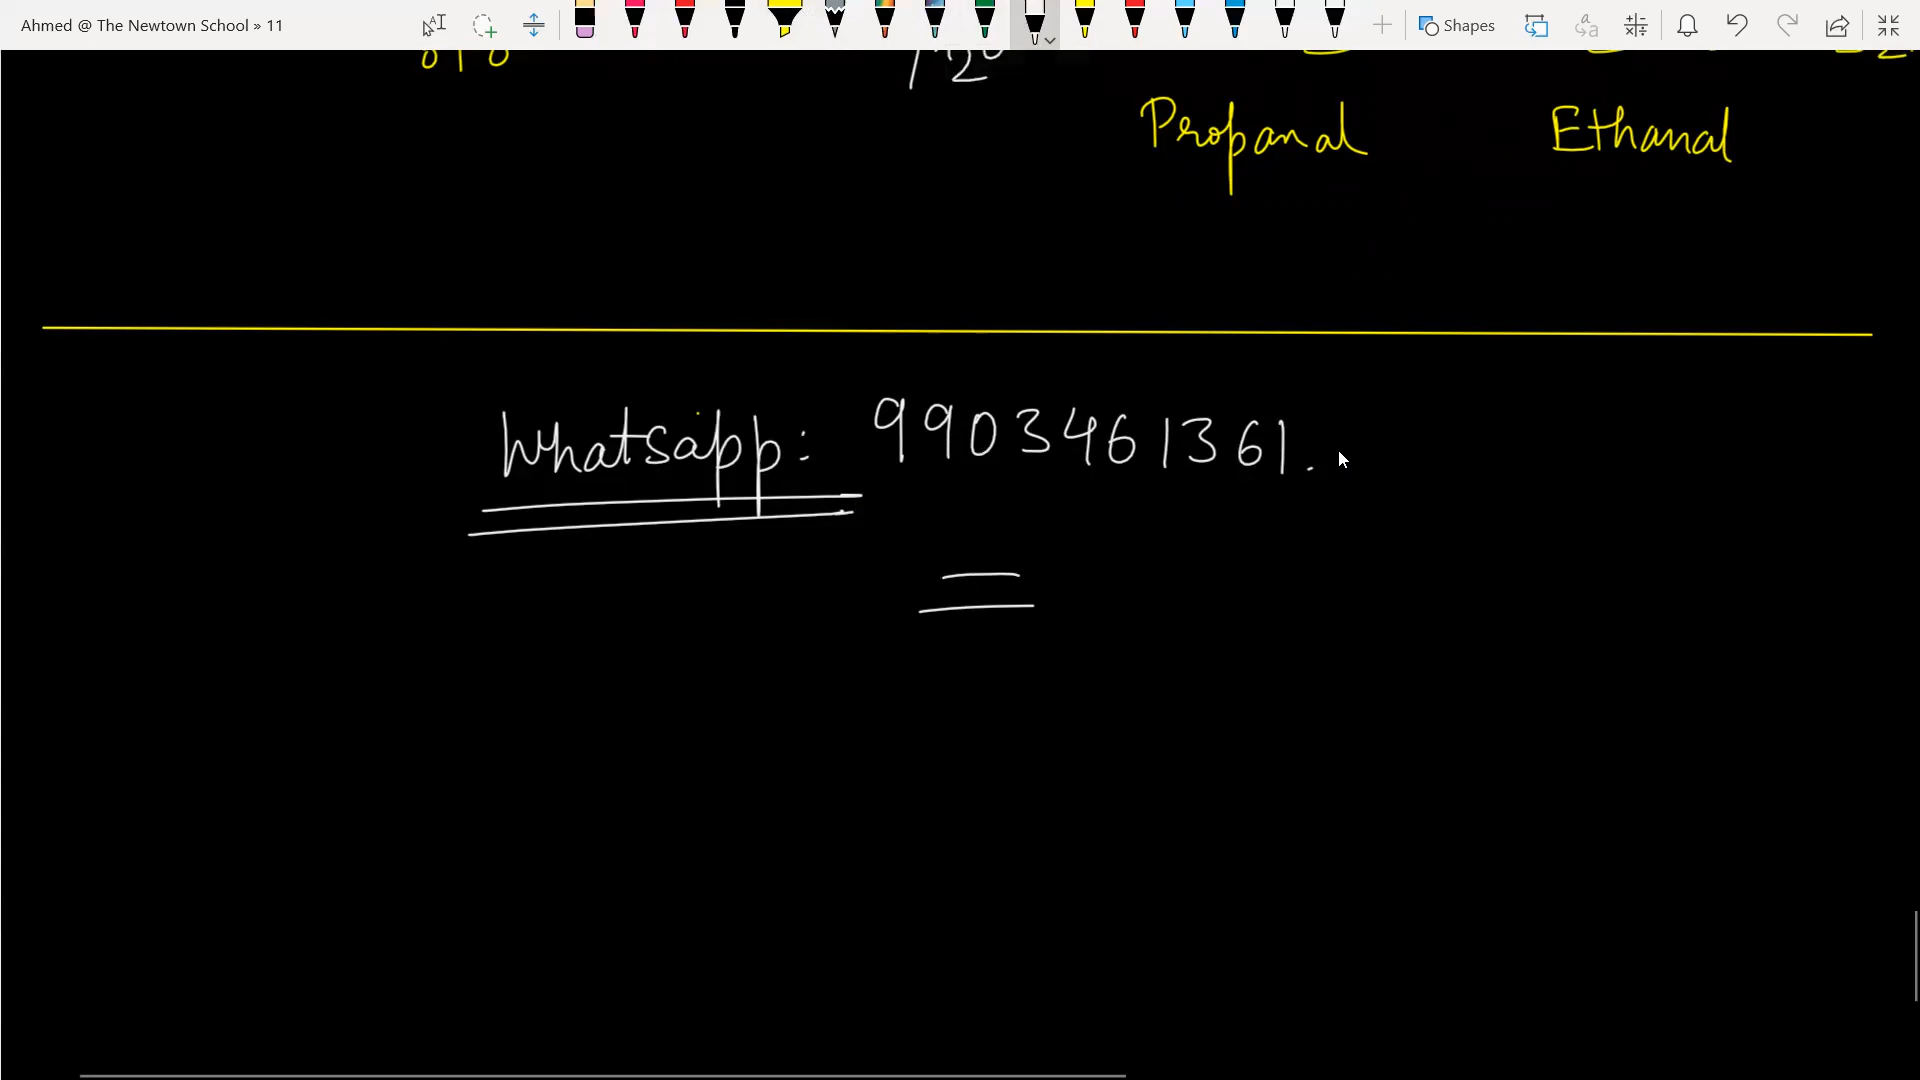 Ahmed @ The Newtown School » 11
Shapes
Propanal Ethanal
Whatsapp: 9903461361.